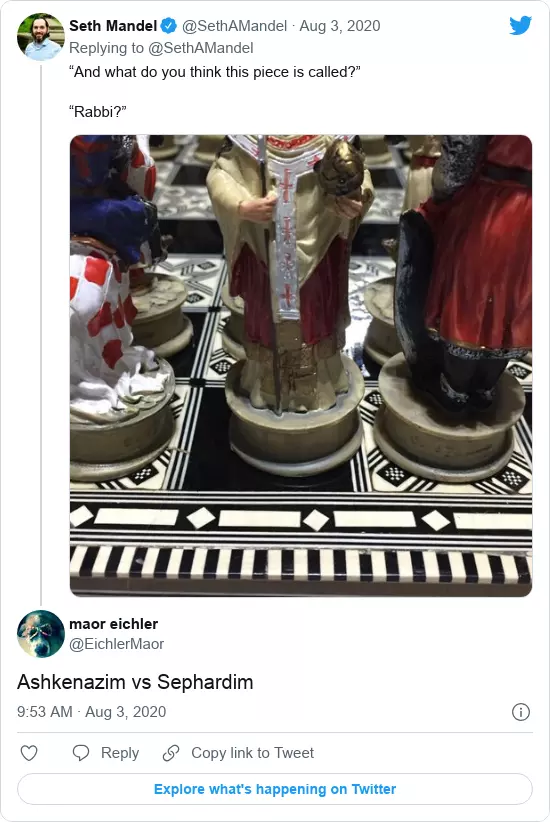 Seth Mandel @SethAMandel · Aug 3, 2020
Replying to @SethAMandel
“And what do you think this piece is called?”
“Rabbi?”
maor eichler
@EichlerMaor
Ashkenazim vs Sephardim
9:53 AM · Aug 3, 2020
Reply
Copy link to Tweet
Explore what's happening on Twitter